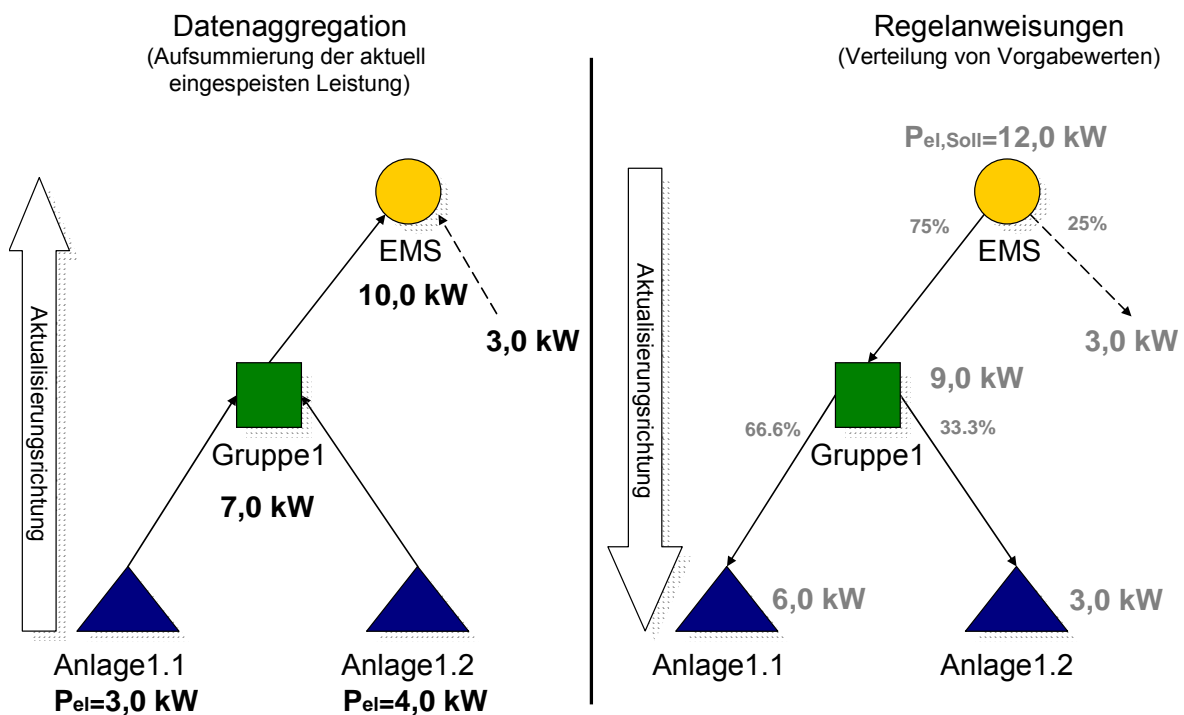 Datenaggregation
(Aufsummierung der aktuell
eingespeisten Leistung)
Aktualisierungsrichtung
EMS
10,0 kW
3,0 kW
Gruppe1
7,0 kW
Anlage1.1
Pel=3,0 kW
Anlage1.2
Pel=4,0 kW
Regelanweisungen
(Verteilung von Vorgabewerten)
Aktualisierungsrichtung
Pel,Soll=12,0 kW
75%
25%
EMS
3,0 kW
9,0 kW
66.6%
33.3%
Gruppe1
6,0 kW
3,0 kW
Anlage1.1
Anlage1.2